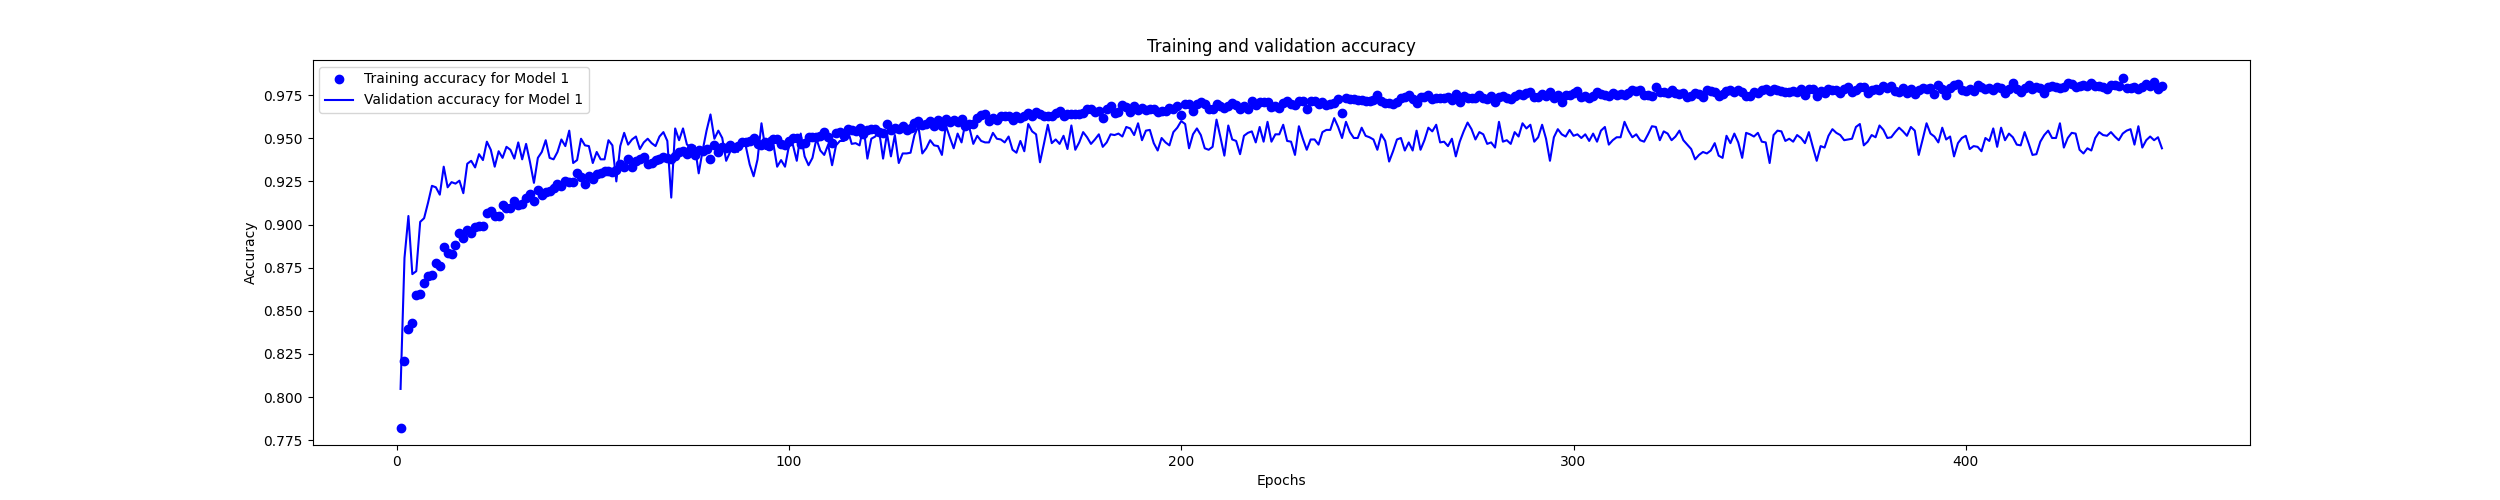 Training and validation accuracy
Training accuracy for Model 1
Validation accuracy for Model 1
Accuracy
0.975
0.950
0.925
0.900
0.875
0.850
0.825
0.800
0.775
0 100 200 300 400
Epochs